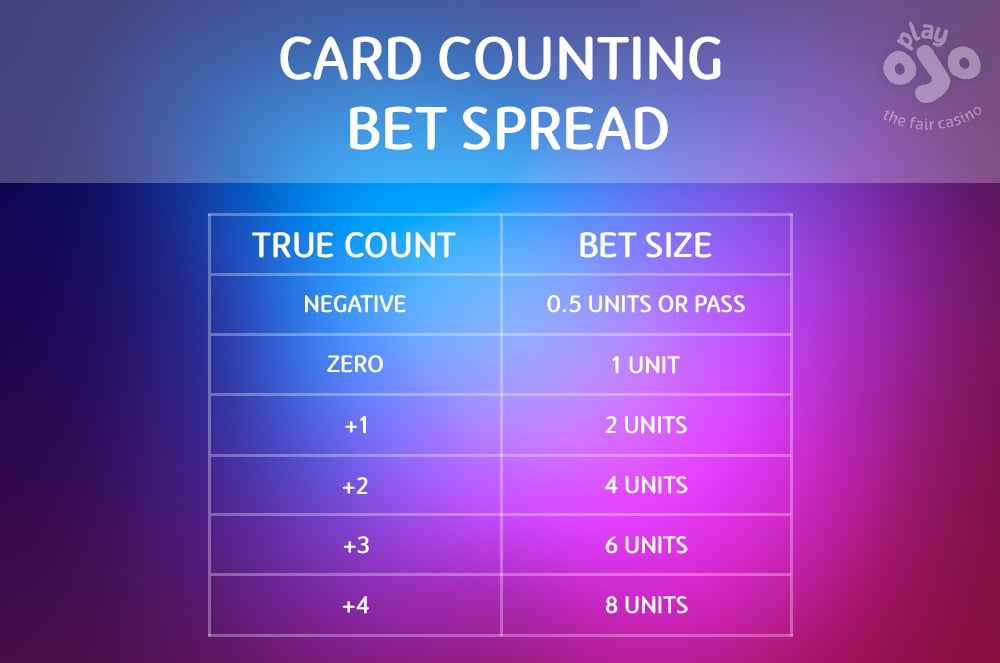 CARD COUNTING
BET SPREAD
play
OJO
the fair casino
TRUE COUNT BET SIZE
NEGATIVE 0.5 UNITS OR PASS
ZERO 1 UNIT
+1 2 UNITS
+2 4 UNITS
+3 6 UNITS
+4 8 UNITS